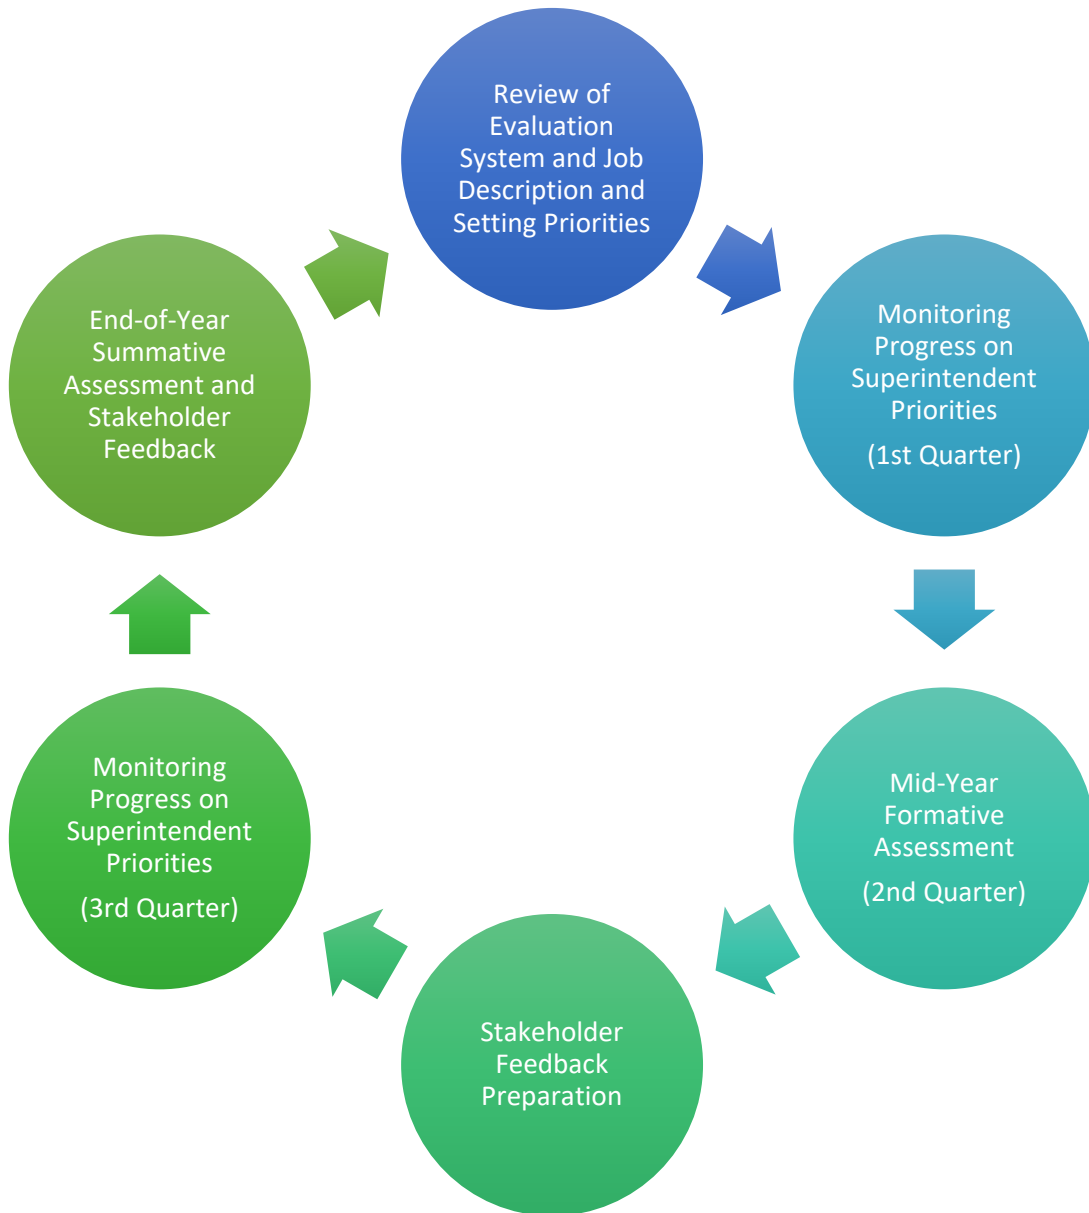 Review of
Evaluation
System and Job
Description and
Setting Priorities
Monitoring
Progress on
Superintendent
Priorities
(1st Quarter)
Mid-Year
Formative
Assessment
(2nd Quarter)
Stakeholder
Feedback
Preparation
Monitoring
Progress on
Superintendent
Priorities
(3rd Quarter)
End-of-Year
Summative
Assessment and
Stakeholder
Feedback